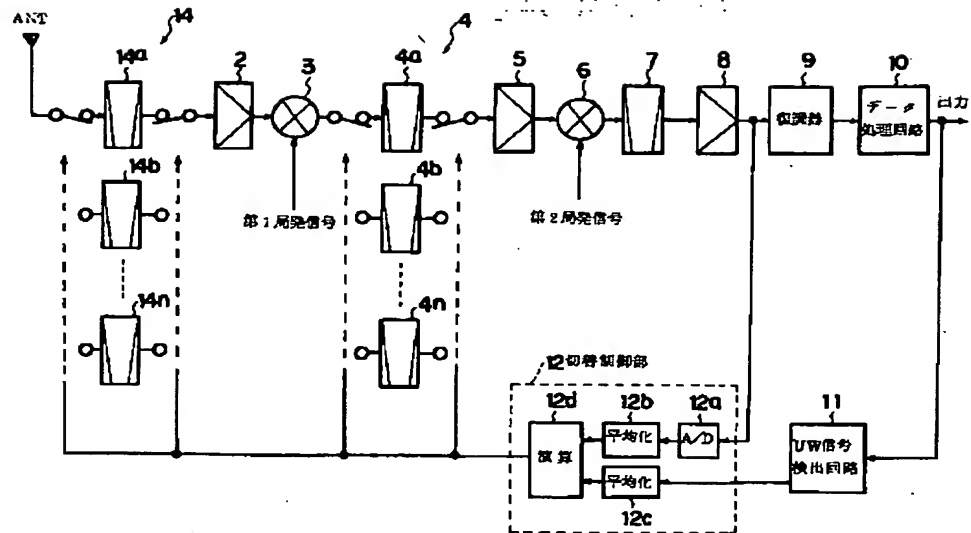 ANT
14
14a
2
3
4
4a
5
6
7
8
9
10
復調器
データ
処理回路
出力
14b
4b
第1局発信号
第2局発信号
14n
4n
12 切替制御部
12d
12b
12a
11
演算
平均化
A/D
UW信号
検出回路
平均化
12c